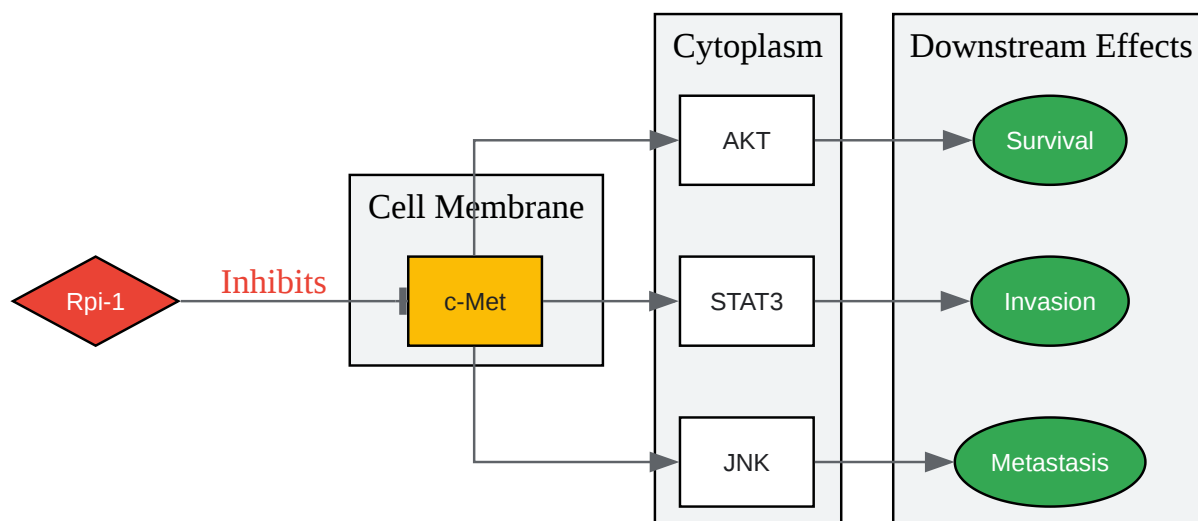 Cytoplasm
Downstream Effects
AKT
Survival
Cell Membrane
Rpi-1
Inhibits
c-Met
STAT3
Invasion
JNK
Metastasis